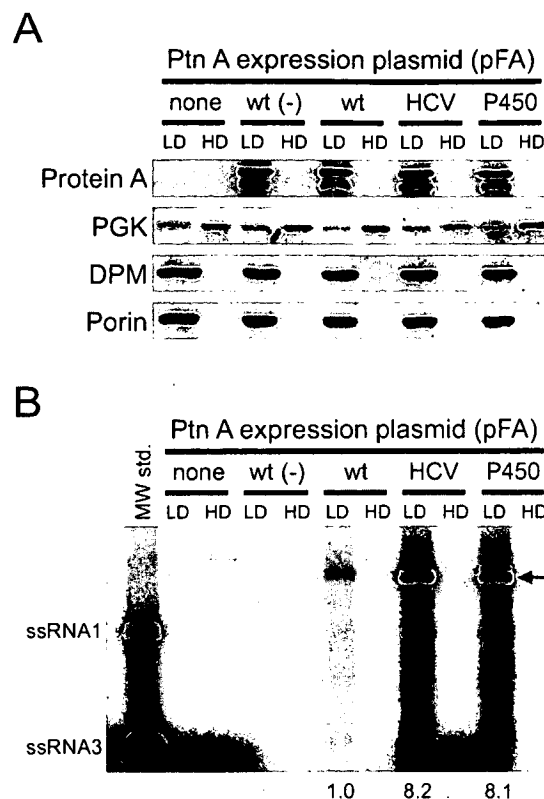 A
Ptn A expression plasmid (pFA)
none wt (-) wt HCV P450
LD HD LD HD LD HD LD HD LD HD
Protein A
PGK
DPM
Porin
B
Ptn A expression plasmid (pFA)
MW std. none wt (-) wt HCV P450
LD HD LD HD LD HD LD HD LD HD
ssRNA1
ssRNA3
1.0 8.2 8.1